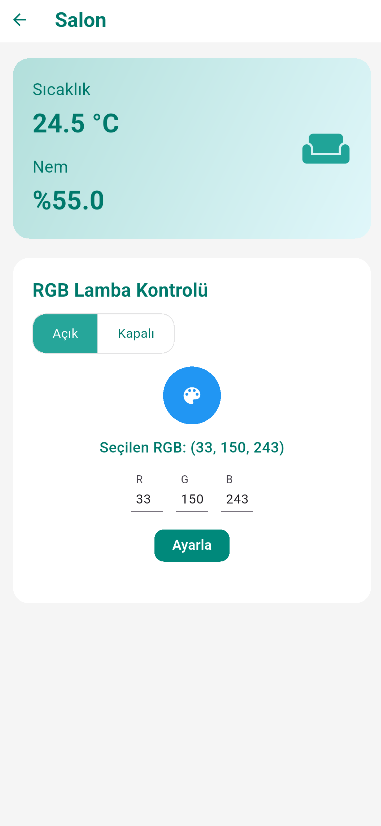 Salon
Sıcaklık
24.5 °C
Nem
%55.0
RGB Lamba Kontrolü
Açık Kapalı
Seçilen RGB: (33, 150, 243)
R G B
33 150 243
Ayarla